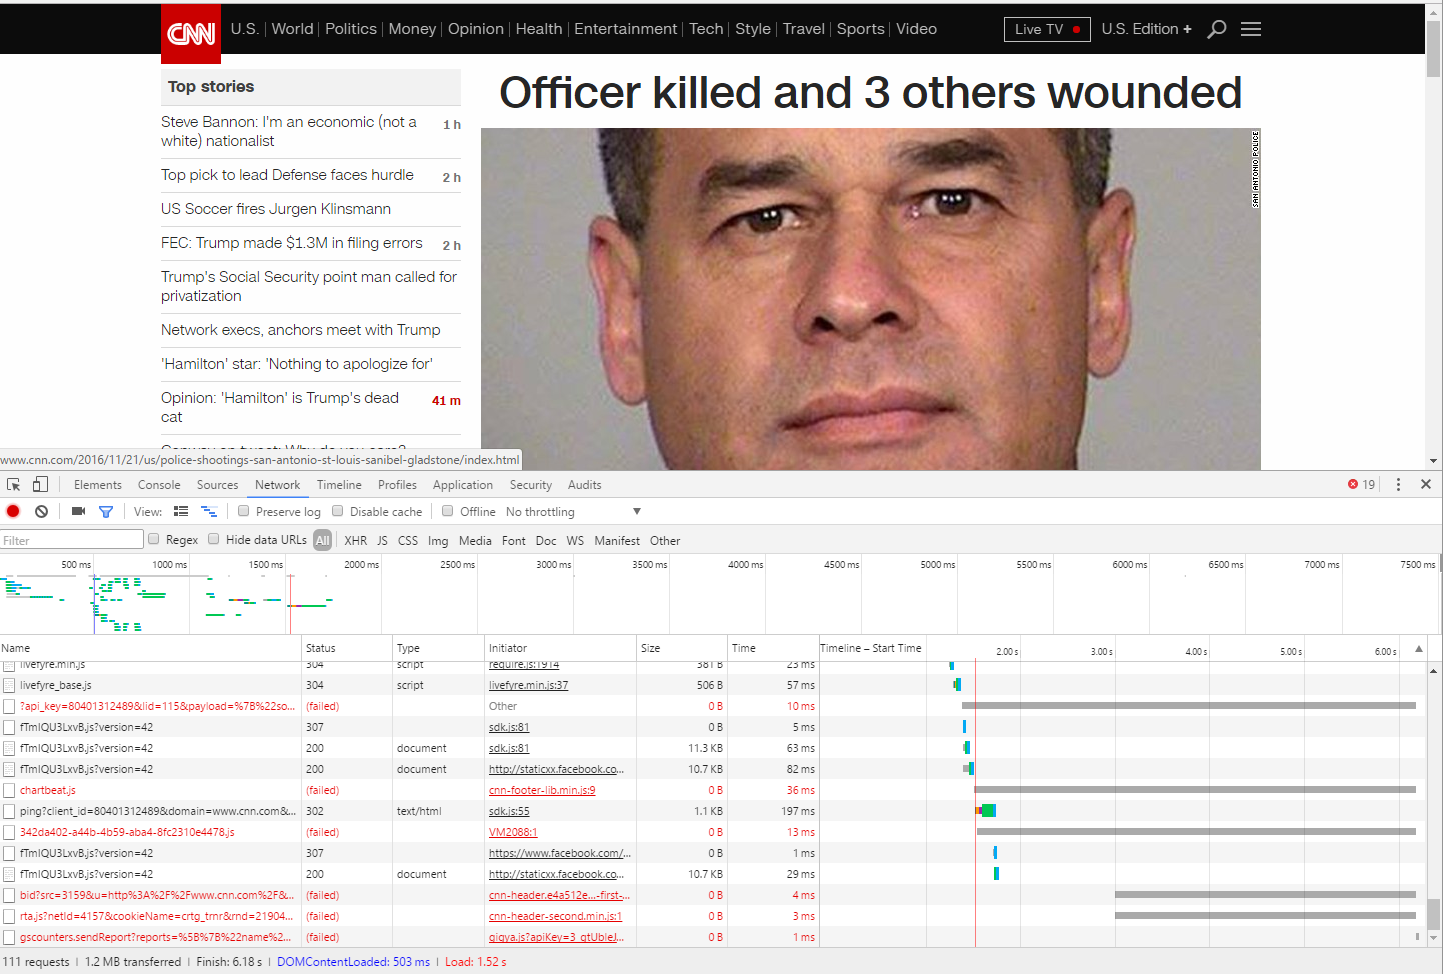 CNN U.S. World Politics Money Opinion Health Entertainment Tech Style Travel Sports Video Live TV U.S. Edition +
Top stories
Steve Bannon: I'm an economic (not a 1 h
white) nationalist
Top pick to lead Defense faces hurdle 2 h
US Soccer fires Jurgen Klinsmann
FEC: Trump made $1.3M in filing errors 2 h
Trump's Social Security point man called for
privatization
Network execs, anchors meet with Trump
'Hamilton' star: 'Nothing to apologize for'
Opinion: 'Hamilton' is Trump's dead 41 m
cat
Officer killed and 3 others wounded
SAN ANTONIO POLICE
www.cnn.com/2016/11/21/us/police-shootings-san-antonio-st-louis-sanibel-gladstone/index.html
Elements Console Sources Network Timeline Profiles Application Security Audits 19
View: Preserve log Disable cache Offline No throttling
Filter Regex Hide data URLs All XHR JS CSS Img Media Font Doc WS Manifest Other
500 ms 1000 ms 1500 ms 2000 ms 2500 ms 3000 ms 3500 ms 4000 ms 4500 ms 5000 ms 5500 ms 6000 ms 6500 ms 7000 ms 7500 ms
Name Status Type Initiator Size Time Timeline – Start Time 2.00 s 3.00 s 4.00 s 5.00 s 6.00 s
livefyre.min.js 304 script require.js:1914 381 B 23 ms
livefyre_base.js 304 script livefyre.min.js:37 506 B 57 ms
?api_key=80401312489&lid=115&payload=%7B%22so... (failed) Other 0 B 10 ms
fTmIQU3LxvB.js?version=42 307 sdk.js:81 0 B 5 ms
fTmIQU3LxvB.js?version=42 200 document sdk.js:81 11.3 KB 63 ms
fTmIQU3LxvB.js?version=42 200 document http://staticxx.facebook.co... 10.7 KB 82 ms
chartbeat.js (failed) cnn-footer-lib.min.js:9 0 B 36 ms
ping?client_id=80401312489&domain=www.cnn.com&... 302 text/html sdk.js:55 1.1 KB 197 ms
342da402-a44b-4b59-aba4-8fc2310e4478.js (failed) VM2088:1 0 B 13 ms
fTmIQU3LxvB.js?version=42 307 https://www.facebook.com/... 0 B 1 ms
fTmIQU3LxvB.js?version=42 200 document http://staticxx.facebook.co... 10.7 KB 29 ms
bid?src=3159&u=http%3A%2F%2Fwww.cnn.com%2F&... (failed) cnn-header.e4a512e...-first-... 0 B 4 ms
rta.js?netId=4157&cookieName=crtg_trnr&rnd=21904... (failed) cnn-header-second.min.js:1 0 B 3 ms
gscounters.sendReport?reports=%5B%7B%22name%2... (failed) gigya.js?apiKey=3_gtUbleJ... 0 B 1 ms
111 requests | 1.2 MB transferred | Finish: 6.18 s | DOMContentLoaded: 503 ms | Load: 1.52 s